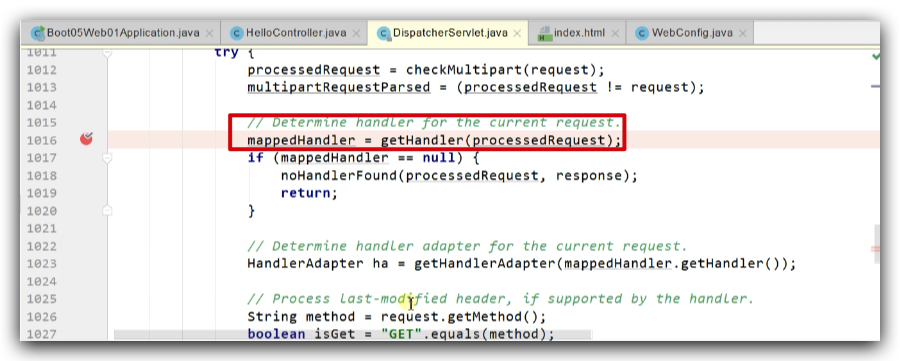 Boot05Web01Application.java × HelloController.java × DispatcherServlet.java × index.html × WebConfig.java ×
1011 try {
1012 processedRequest = checkMultipart(request);
1013 multipartRequestParsed = (processedRequest != request);
1014
1015 // Determine handler for the current request.
1016 mappedHandler = getHandler(processedRequest);
1017 if (mappedHandler == null) {
1018 noHandlerFound(processedRequest, response);
1019 return;
1020 }
1021
1022 // Determine handler adapter for the current request.
1023 HandlerAdapter ha = getHandlerAdapter(mappedHandler.getHandler());
1024
1025 // Process last-modified header, if supported by the handler.
1026 String method = request.getMethod();
1027 boolean isGet = "GET".equals(method);